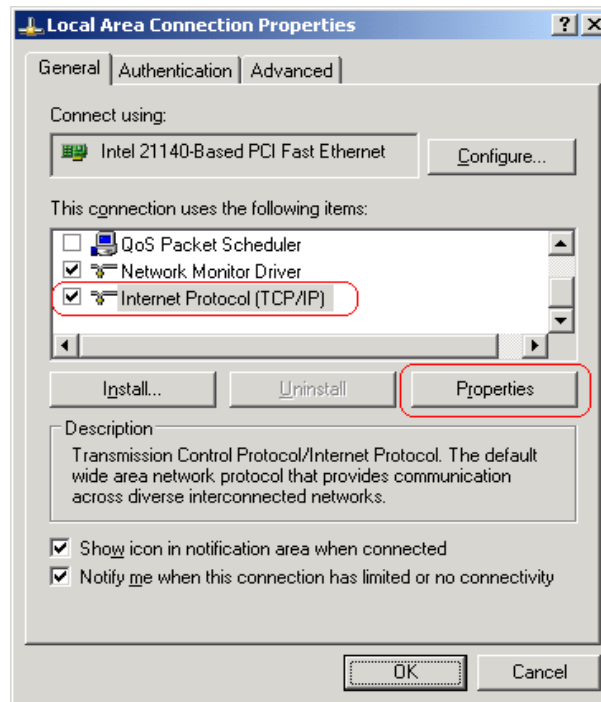 Local Area Connection Properties
General Authentication Advanced
Connect using:
Intel 21140-Based PCI Fast Ethernet Configure...
This connection uses the following items:
QoS Packet Scheduler
Network Monitor Driver
Internet Protocol (TCP/IP)
Install... Uninstall Properties
Description
Transmission Control Protocol/Internet Protocol. The default
wide area network protocol that provides communication
across diverse interconnected networks.
Show icon in notification area when connected
Notify me when this connection has limited or no connectivity
OK Cancel